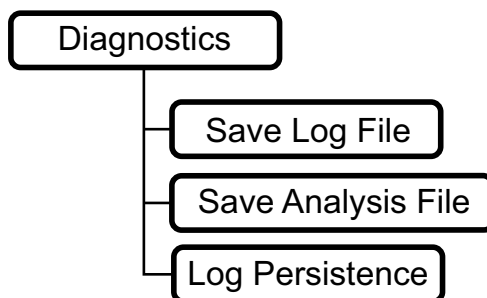 Diagnostics
Save Log File
Save Analysis File
Log Persistence